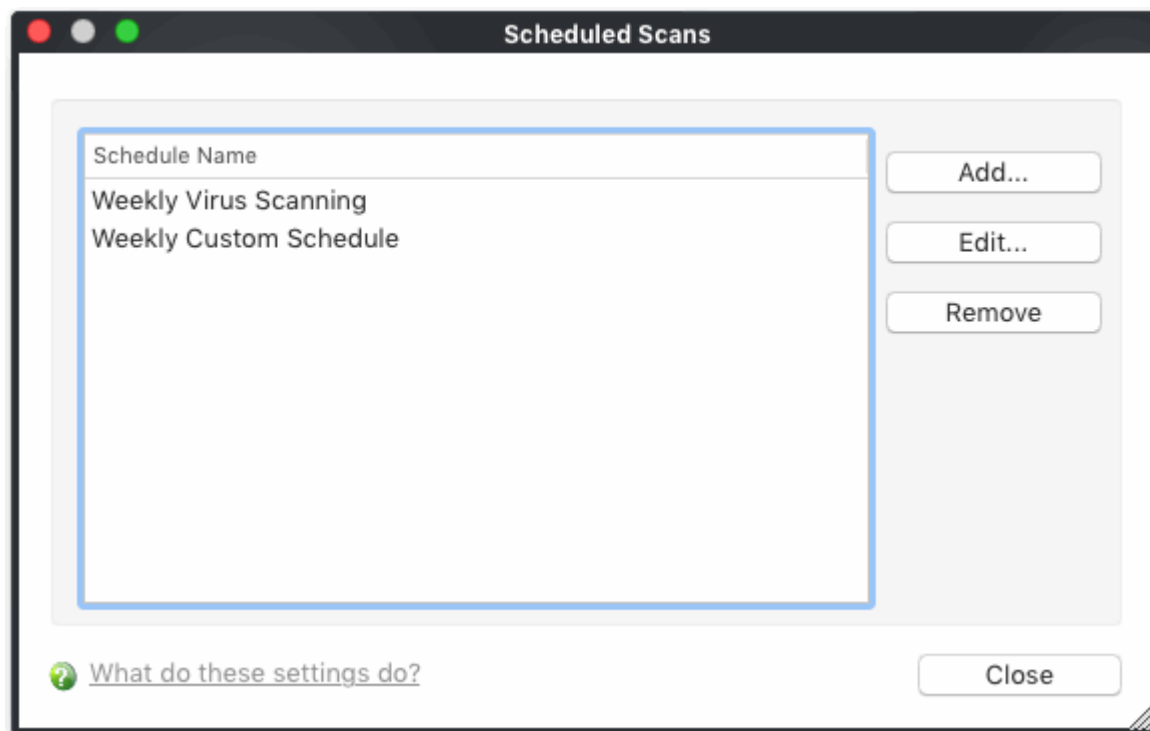 Scheduled Scans
Schedule Name
Weekly Virus Scanning
Weekly Custom Schedule
Add...
Edit...
Remove
? What do these settings do?
Close